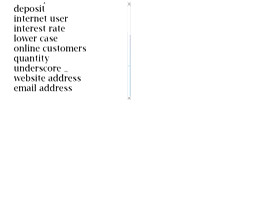 deposit
internet user
interest rate
lower case
online customers
quantity
underscore _
website address
email address